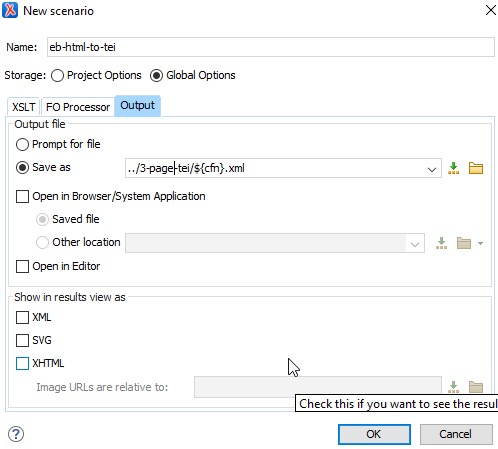 New scenario
Name: eb-html-to-tei
Storage: Project Options Global Options
XSLT FO Processor Output
Output file
Prompt for file
Save as ../3-page-tei/${cfn}.xml
Open in Browser/System Application
Saved file
Other location
Open in Editor
Show in results view as
XML
SVG
XHTML
Image URLs are relative to:
Check this if you want to see the resul
? OK Cancel